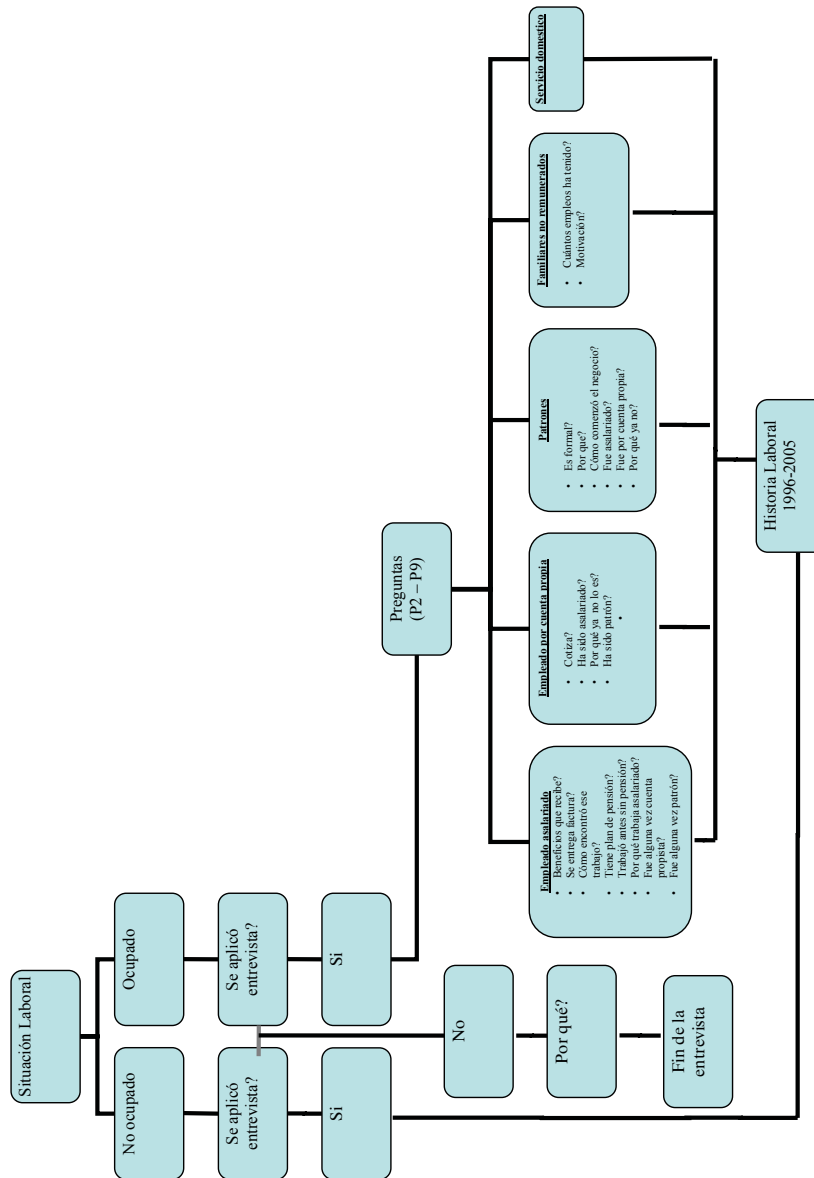 Situación Laboral
No ocupado
Ocupado
Se aplicó
entrevista?
Se aplicó
entrevista?
Si
Si
No
Por qué?
Fin de la
entrevista
Preguntas
(P2 – P9)
Empleado asalariado
• Beneficios que recibe?
• Se entrega factura?
• Cómo encontró ese
trabajo?
• Tiene plan de pensión?
• Trabajó antes sin pensión?
• Por qué trabaja asalariado?
• Fue alguna vez cuenta
propista?
• Fue alguna vez patrón?
Empleado por cuenta propia
• Cotiza?
• Ha sido asalariado?
• Por qué ya no lo es?
• Ha sido patrón?
•
Patrones
• Es formal?
• Por que?
• Cómo comenzó el negocio?
• Fue asalariado?
• Fue por cuenta propia?
• Por qué ya no?
Familiares no remunerados
• Cuántos empleos ha tenido?
• Motivación?
Servicio domestico
Historia Laboral
1996-2005